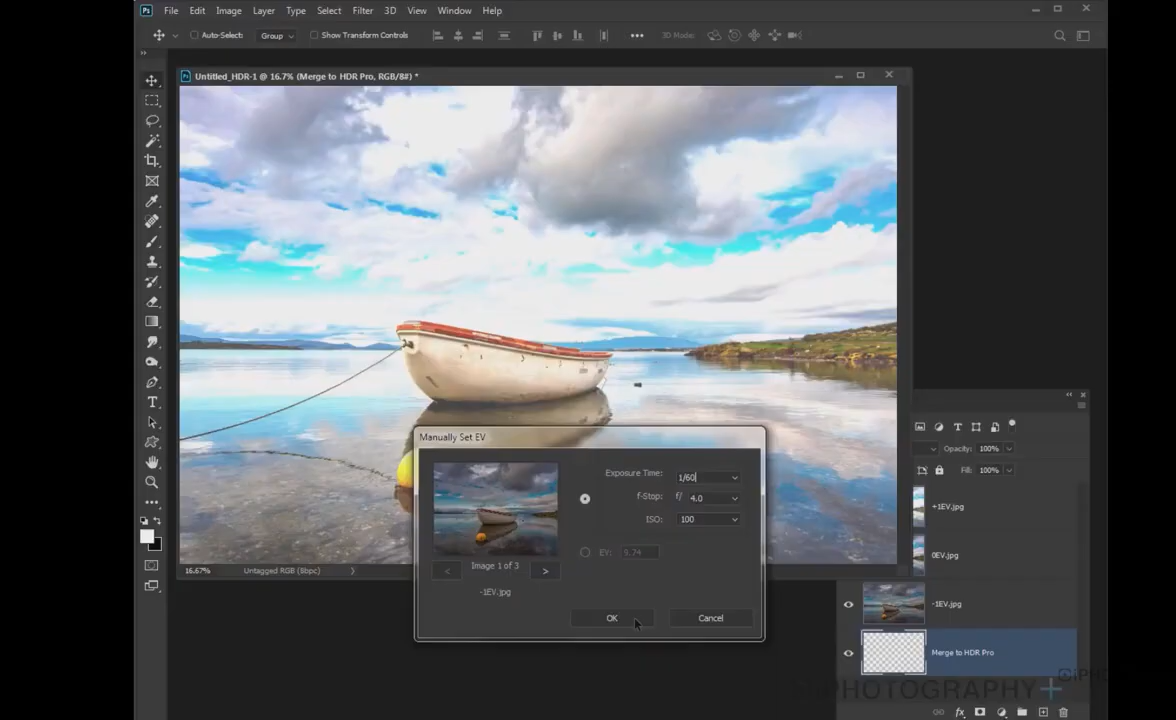 Ps File Edit Image Layer Type Select Filter 3D View Window Help
Auto-Select: Group Show Transform Controls 3D Mode:
Untitled_HDR-1 @ 16.7% (Merge to HDR Pro, RGB/8#) *
Manually Set EV
Exposure Time: 1/60
f-Stop: f/ 4.0
ISO: 100
EV: 9.74
Image 1 of 3
< >
-1EV.jpg
OK Cancel
16.67% Untagged RGB (8bpc)
Opacity: 100%
Fill: 100%
+1EV.jpg
0EV.jpg
-1EV.jpg
Merge to HDR Pro
PHOTOGRAPHY+
fx